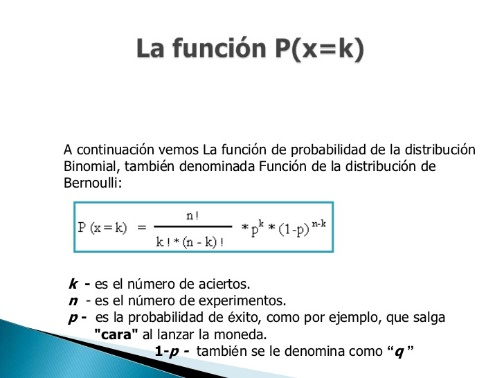 La función P(x=k)
A continuación vemos La función de probabilidad de la distribución
Binomial, también denominada Función de la distribución de
Bernoulli:
P (x = k) = n ! / k ! * (n - k) ! * p^k * (1-p)^n-k
k - es el número de aciertos.
n - es el número de experimentos.
p - es la probabilidad de éxito, como por ejemplo, que salga
"cara" al lanzar la moneda.
1-p - también se le denomina como “q ”